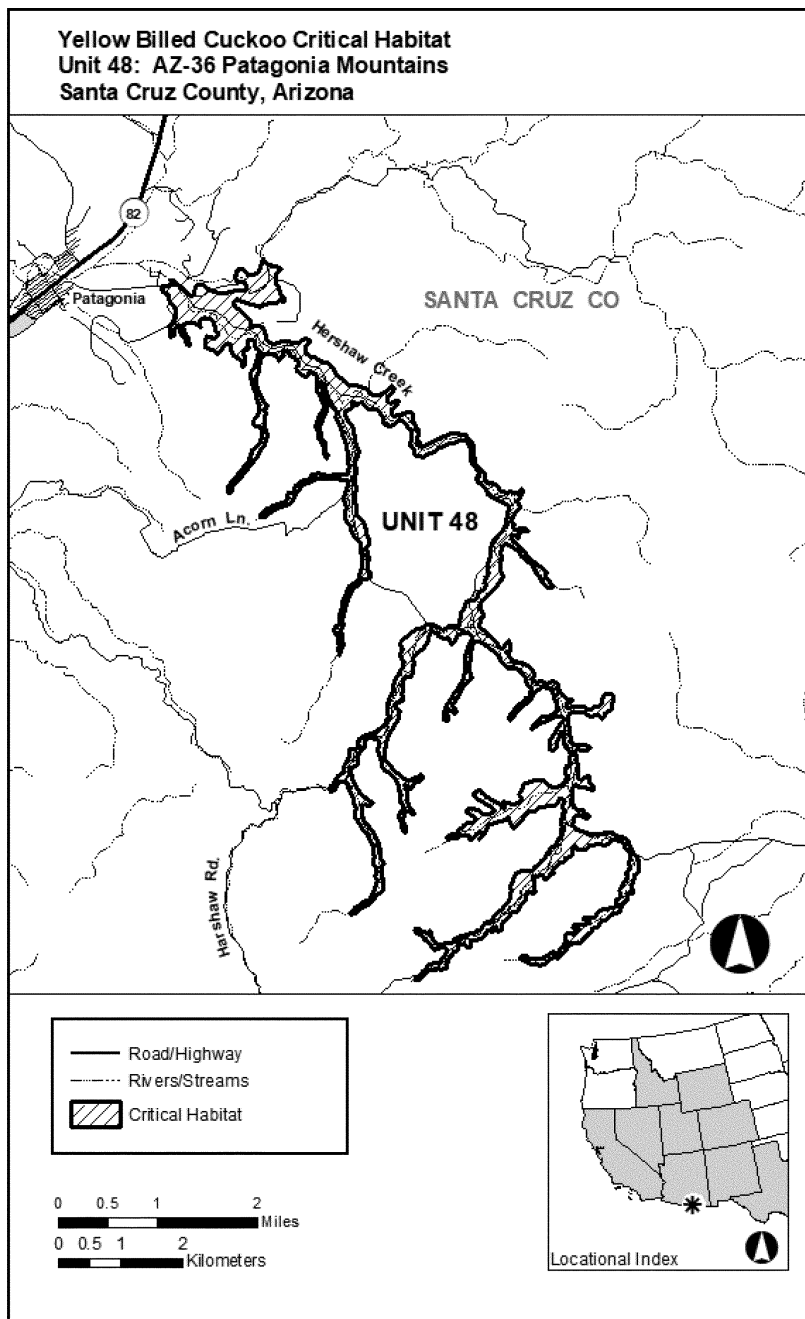 Yellow Billed Cuckoo Critical Habitat
Unit 48: AZ-36 Patagonia Mountains
Santa Cruz County, Arizona
82
Patagonia
SANTA CRUZ CO
Hershaw Creek
UNIT 48
Acorn Ln.
Harshaw Rd.
Road/Highway
Rivers/Streams
Critical Habitat
0 0.5 1 2
Miles
0 0.5 1 2
Kilometers
Locational Index